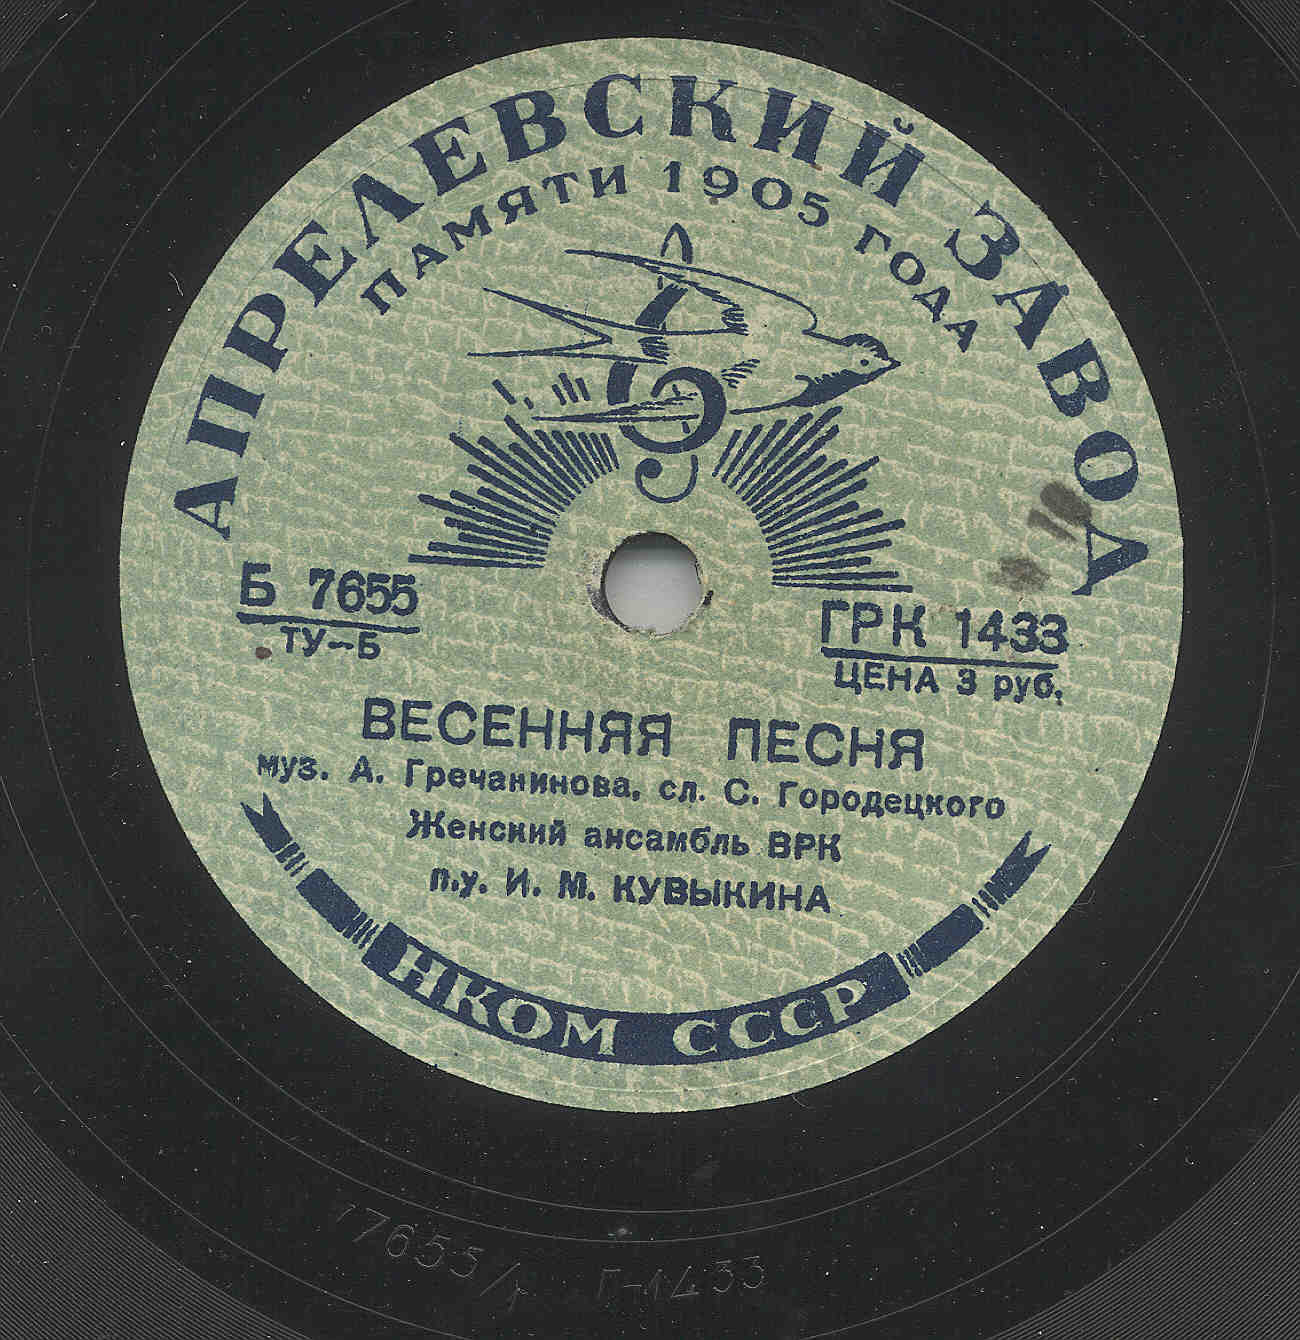 АПРЕЛЕВСКИЙ ЗАВОД
ПАМЯТИ 1905 ГОДА
Б 7655
ТУ—Б
ГРК 1433
ЦЕНА 3 руб.
ВЕСЕННЯЯ ПЕСНЯ
муз. А. Гречанинова, сл. С. Городецкого
Женский ансамбль ВРК
п.у. И. М. КУВЫКИНА
НКОМ СССР
7655/1 Г-1433